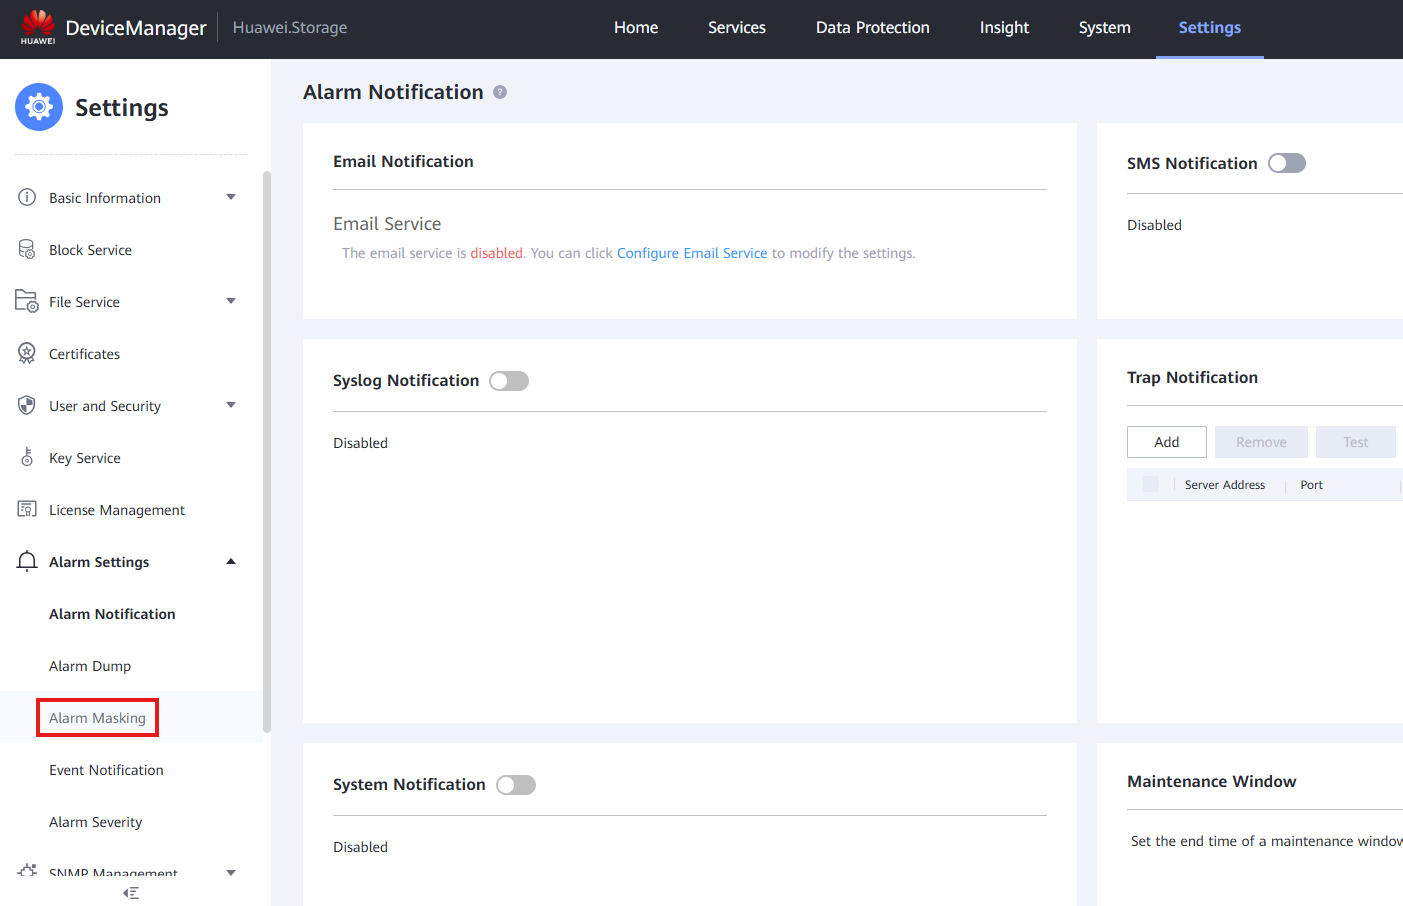 HUAWEI
DeviceManager
Huawei.Storage
Home
Services
Data Protection
Insight
System
Settings
Settings
Basic Information
Block Service
File Service
Certificates
User and Security
Key Service
License Management
Alarm Settings
Alarm Notification
Alarm Dump
Alarm Masking
Event Notification
Alarm Severity
SNMP Management
Alarm Notification ?
Email Notification
Email Service
The email service is disabled. You can click Configure Email Service to modify the settings.
SMS Notification
Disabled
Syslog Notification
Disabled
Trap Notification
Add
Remove
Test
Server Address
Port
System Notification
Disabled
Maintenance Window
Set the end time of a maintenance window